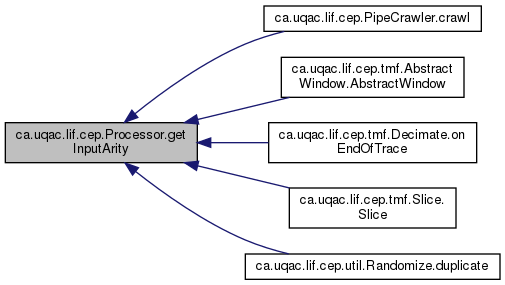 ca.uqac.lif.cep.PipeCrawler.crawl
ca.uqac.lif.cep.tmf.Abstract
Window.AbstractWindow
ca.uqac.lif.cep.Processor.get
InputArity
ca.uqac.lif.cep.tmf.Decimate.on
EndOfTrace
ca.uqac.lif.cep.tmf.Slice.
Slice
ca.uqac.lif.cep.util.Randomize.duplicate